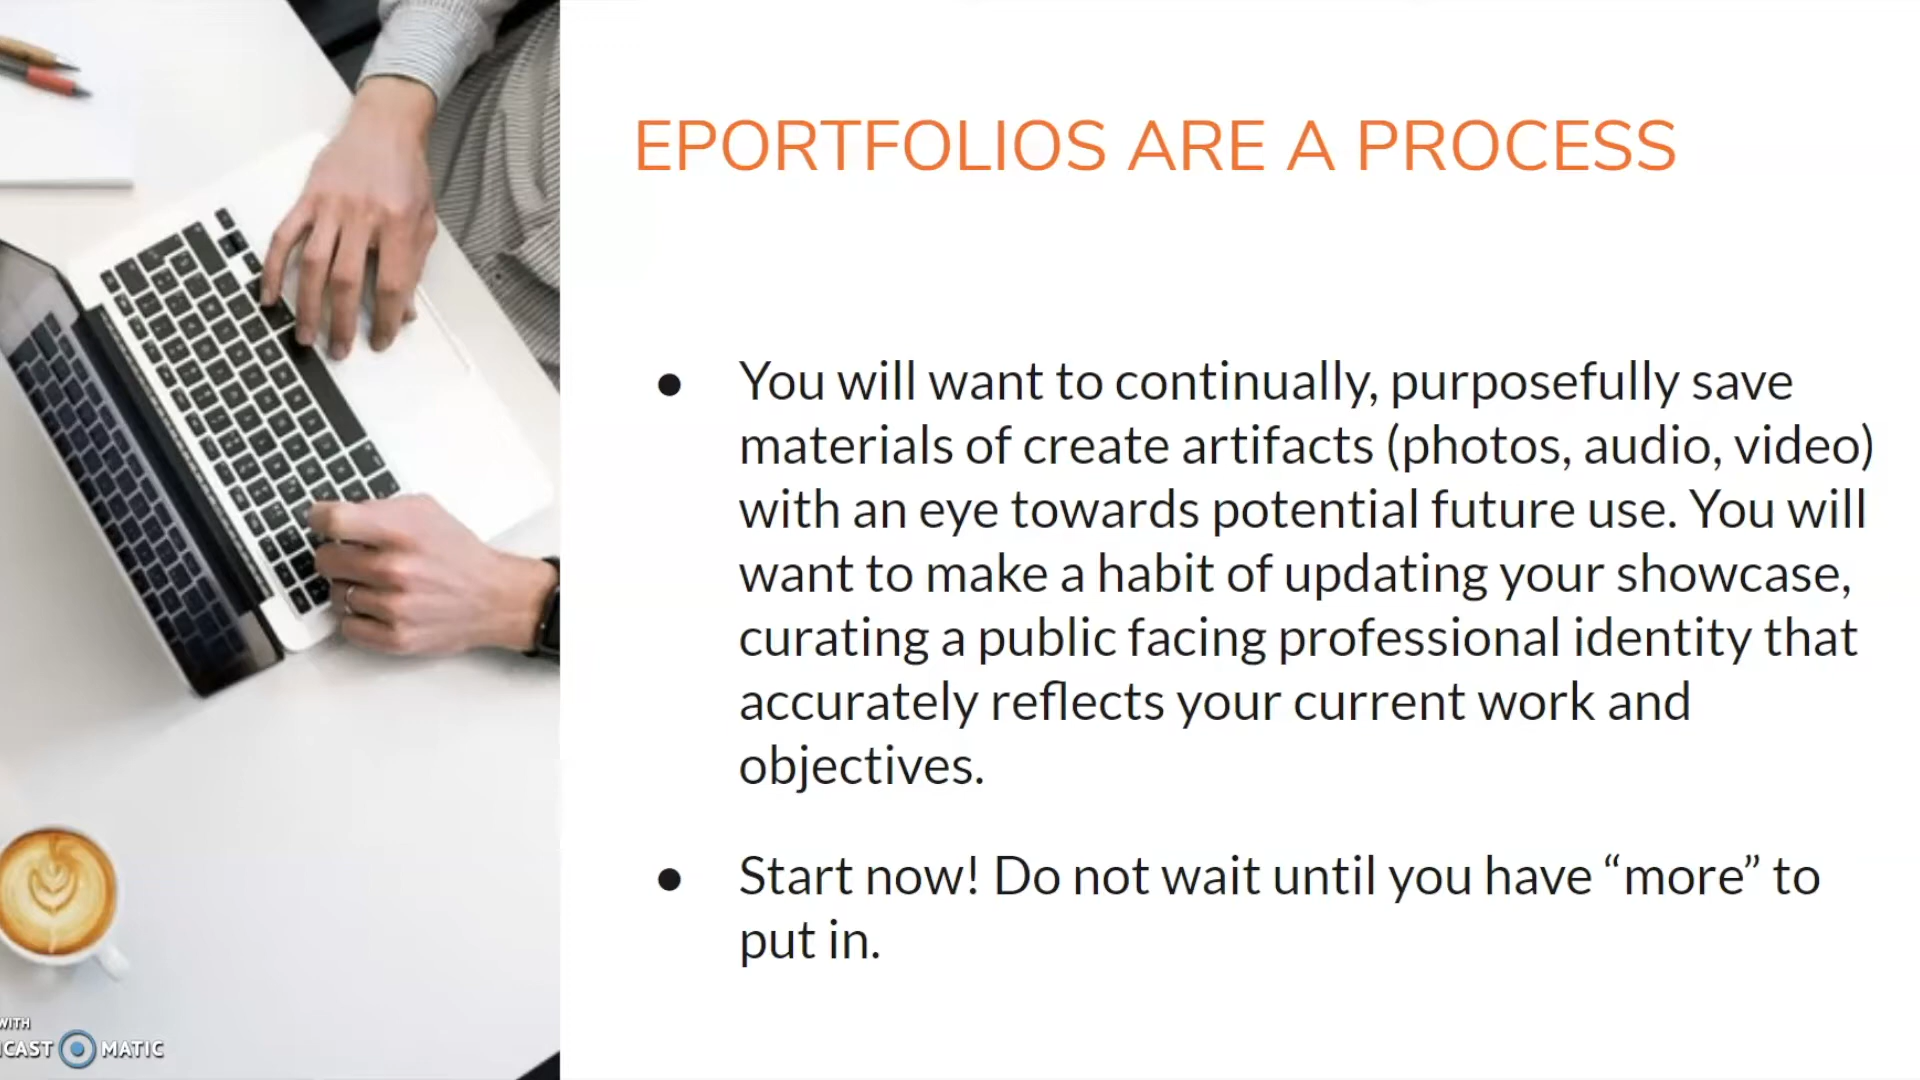 EPORTFOLIOS ARE A PROCESS
● You will want to continually, purposefully save
materials of create artifacts (photos, audio, video)
with an eye towards potential future use. You will
want to make a habit of updating your showcase,
curating a public facing professional identity that
accurately reflects your current work and
objectives.
● Start now! Do not wait until you have “more” to
put in.
WITH
CAST MATIC